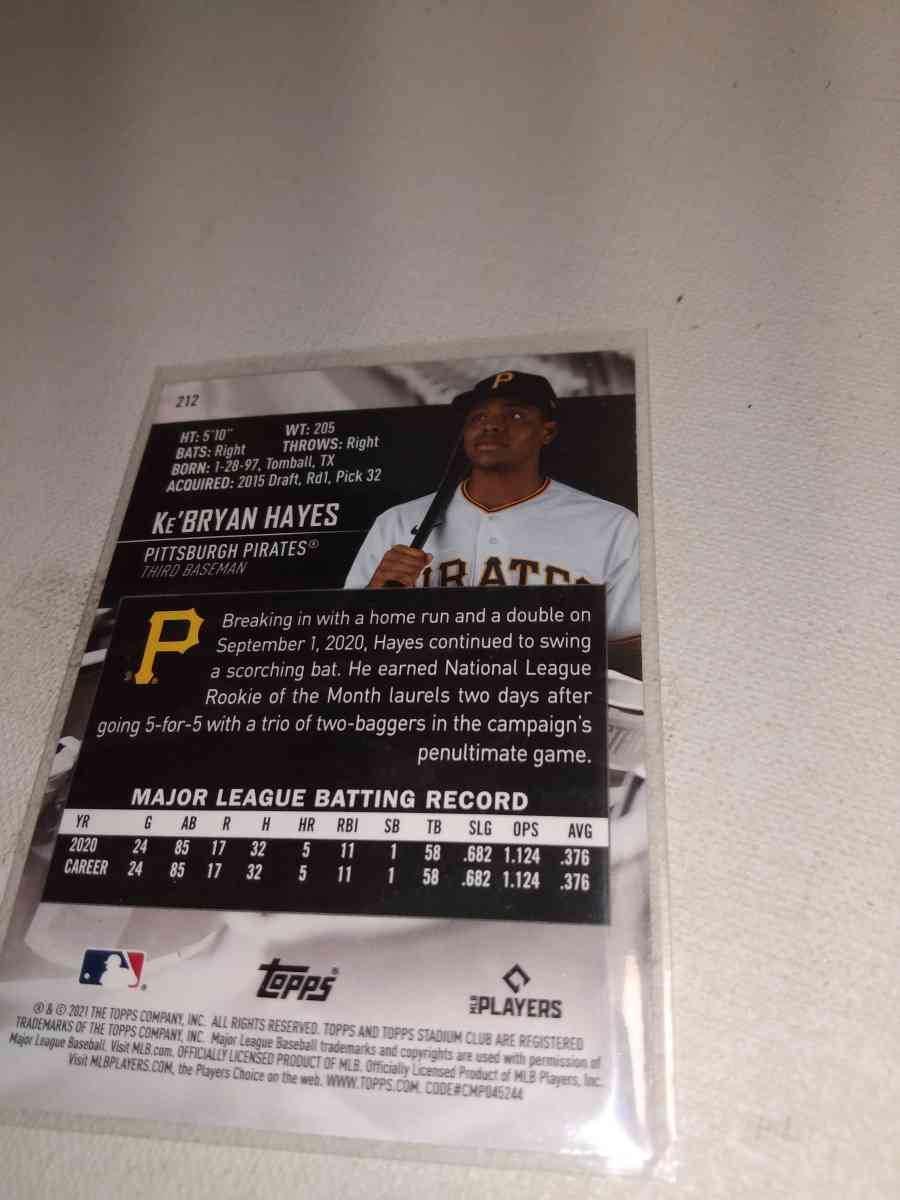 212
HT: 5'10" WT: 205
BATS: Right THROWS: Right
BORN: 1-28-97, Tomball, TX
ACQUIRED: 2015 Draft, Rd1, Pick 32
P
KE'BRYAN HAYES
PITTSBURGH PIRATES®
THIRD BASEMAN
PIRATES
P
Breaking in with a home run and a double on
September 1, 2020, Hayes continued to swing
a scorching bat. He earned National League
Rookie of the Month laurels two days after
going 5-for-5 with a trio of two-baggers in the campaign's
penultimate game.
MAJOR LEAGUE BATTING RECORD
YR G AB R H HR RBI SB TB SLG OPS AVG
2020 24 85 17 32 5 11 1 58 .682 1.124 .376
CAREER 24 85 17 32 5 11 1 58 .682 1.124 .376
topps®
MLB PLAYERS
® & © 2021 THE TOPPS COMPANY, INC. ALL RIGHTS RESERVED. TOPPS AND TOPPS STADIUM CLUB ARE REGISTERED
TRADEMARKS OF THE TOPPS COMPANY, INC. Major League Baseball trademarks and copyrights are used with permission of
Major League Baseball. Visit MLB.com. OFFICIALLY LICENSED PRODUCT OF MLB. Officially Licensed Product of MLB Players, Inc.
Visit MLBPLAYERS.COM, the Players Choice on the web. WWW.TOPPS.COM. CODE#CMP045244